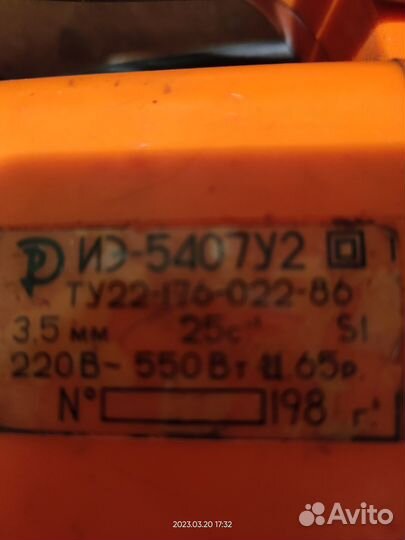 ИЭ-5407У2
ТУ22-176-022-86
3,5 мм 25с⁻¹ S1
220В~ 550Вт Ц.65р.
N° 198 г.
2023.03.20 17:32
Avito